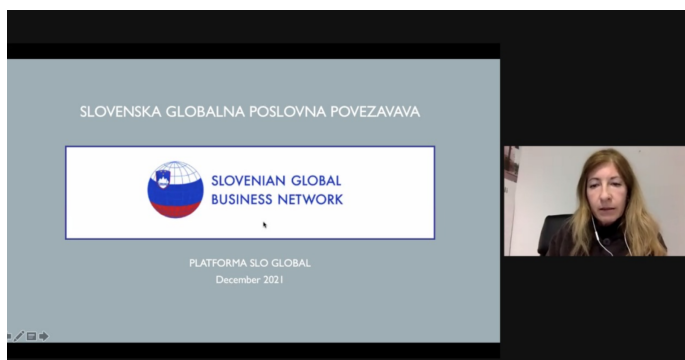 SLOVENSKA GLOBALNA POSLOVNA POVEZAVAVA
SLOVENIAN GLOBAL
BUSINESS NETWORK
PLATFORMA SLO GLOBAL
December 2021